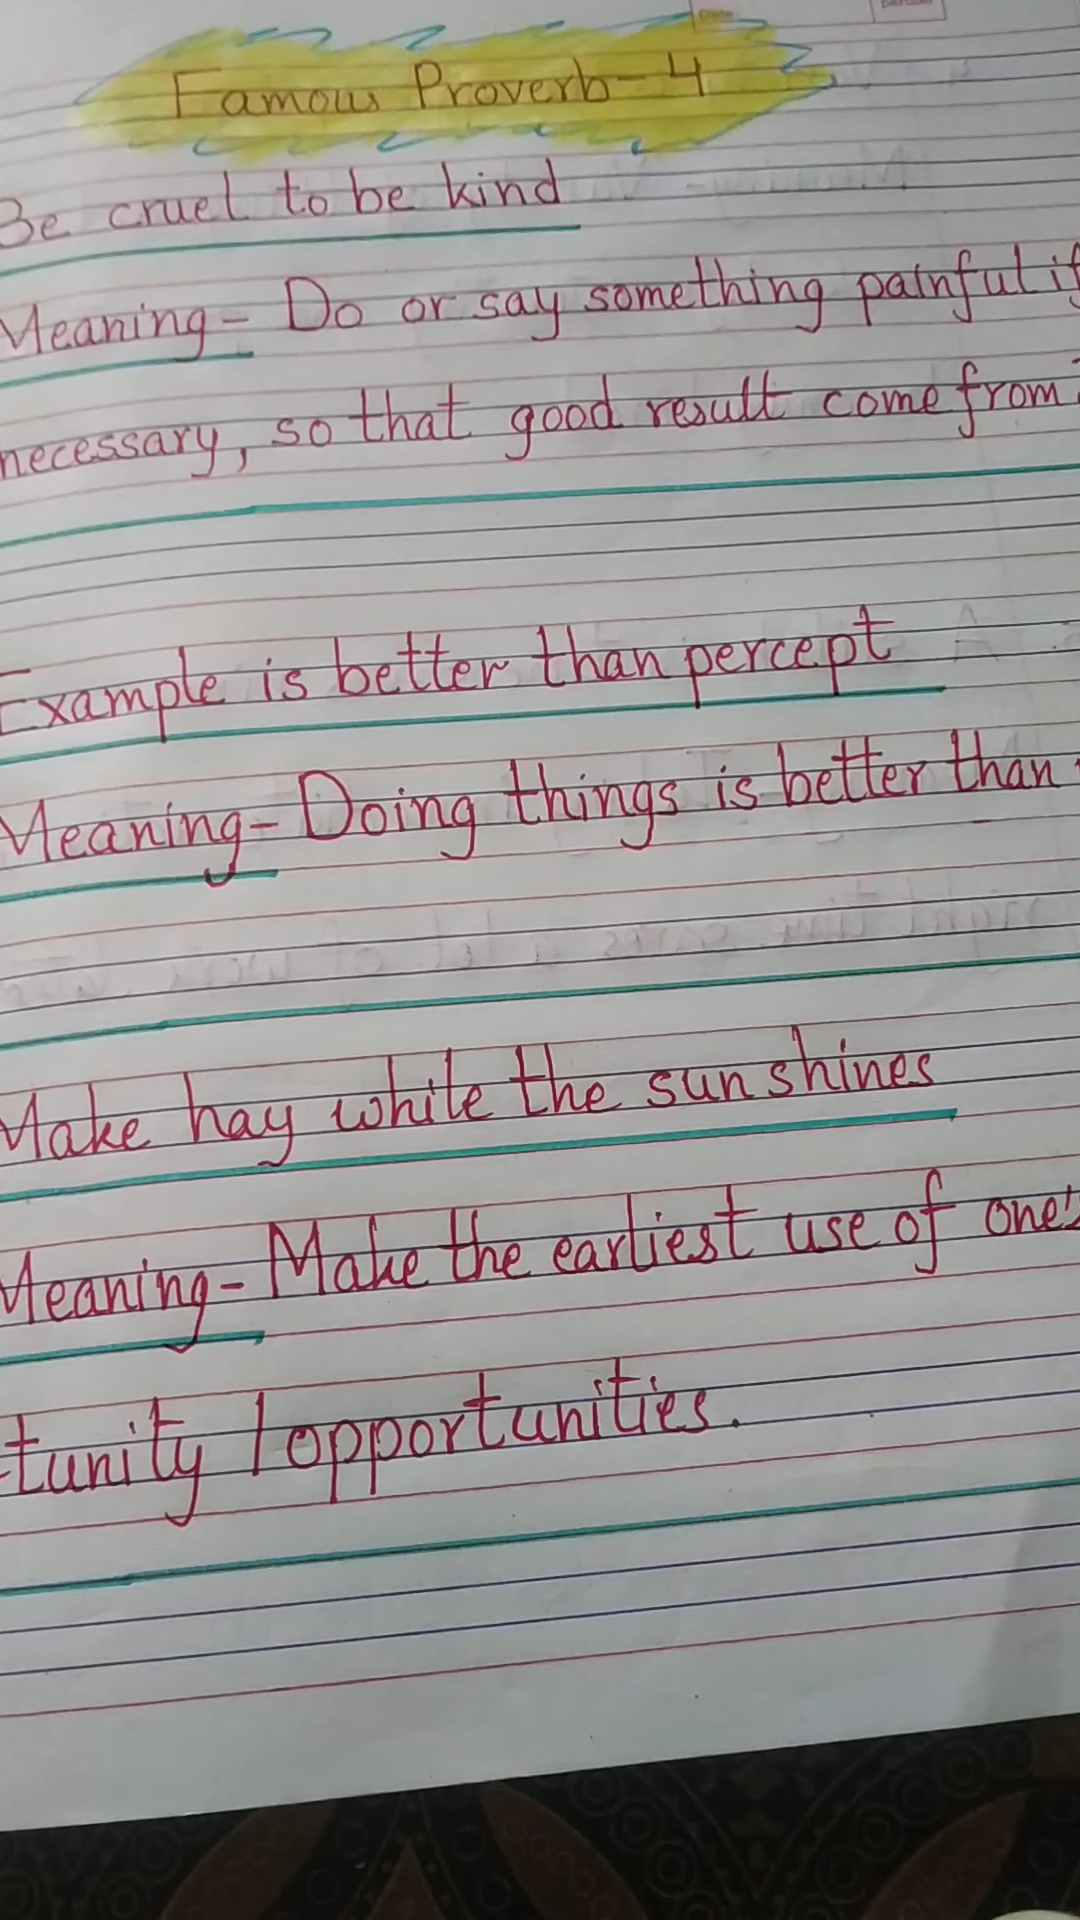 Famous Proverb-4
Be cruel to be kind
Meaning- Do or say something painful if
necessary, so that good result come from
Example is better than percept
Meaning- Doing things is better than
Make hay while the sun shines
Meaning- Make the earliest use of one's
tunity / opportunities.